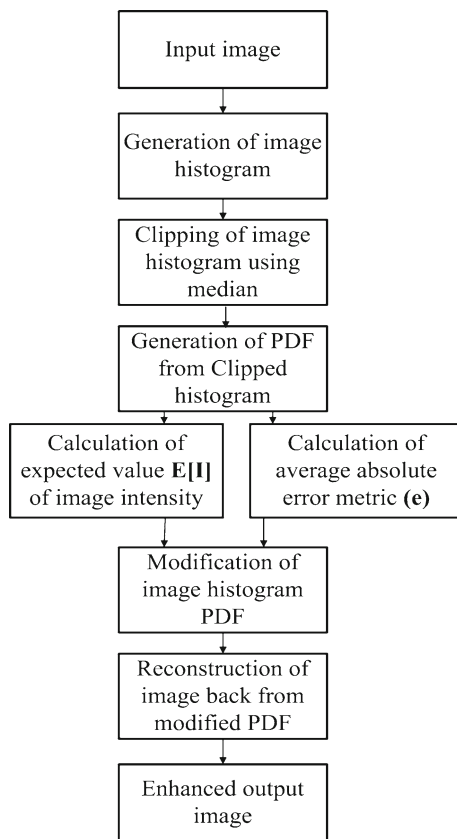 Input image
Generation of image
histogram
Clipping of image
histogram using
median
Generation of PDF
from Clipped
histogram
Calculation of
expected value E[I]
of image intensity
Calculation of
average absolute
error metric (e)
Modification of
image histogram
PDF
Reconstruction of
image back from
modified PDF
Enhanced output
image